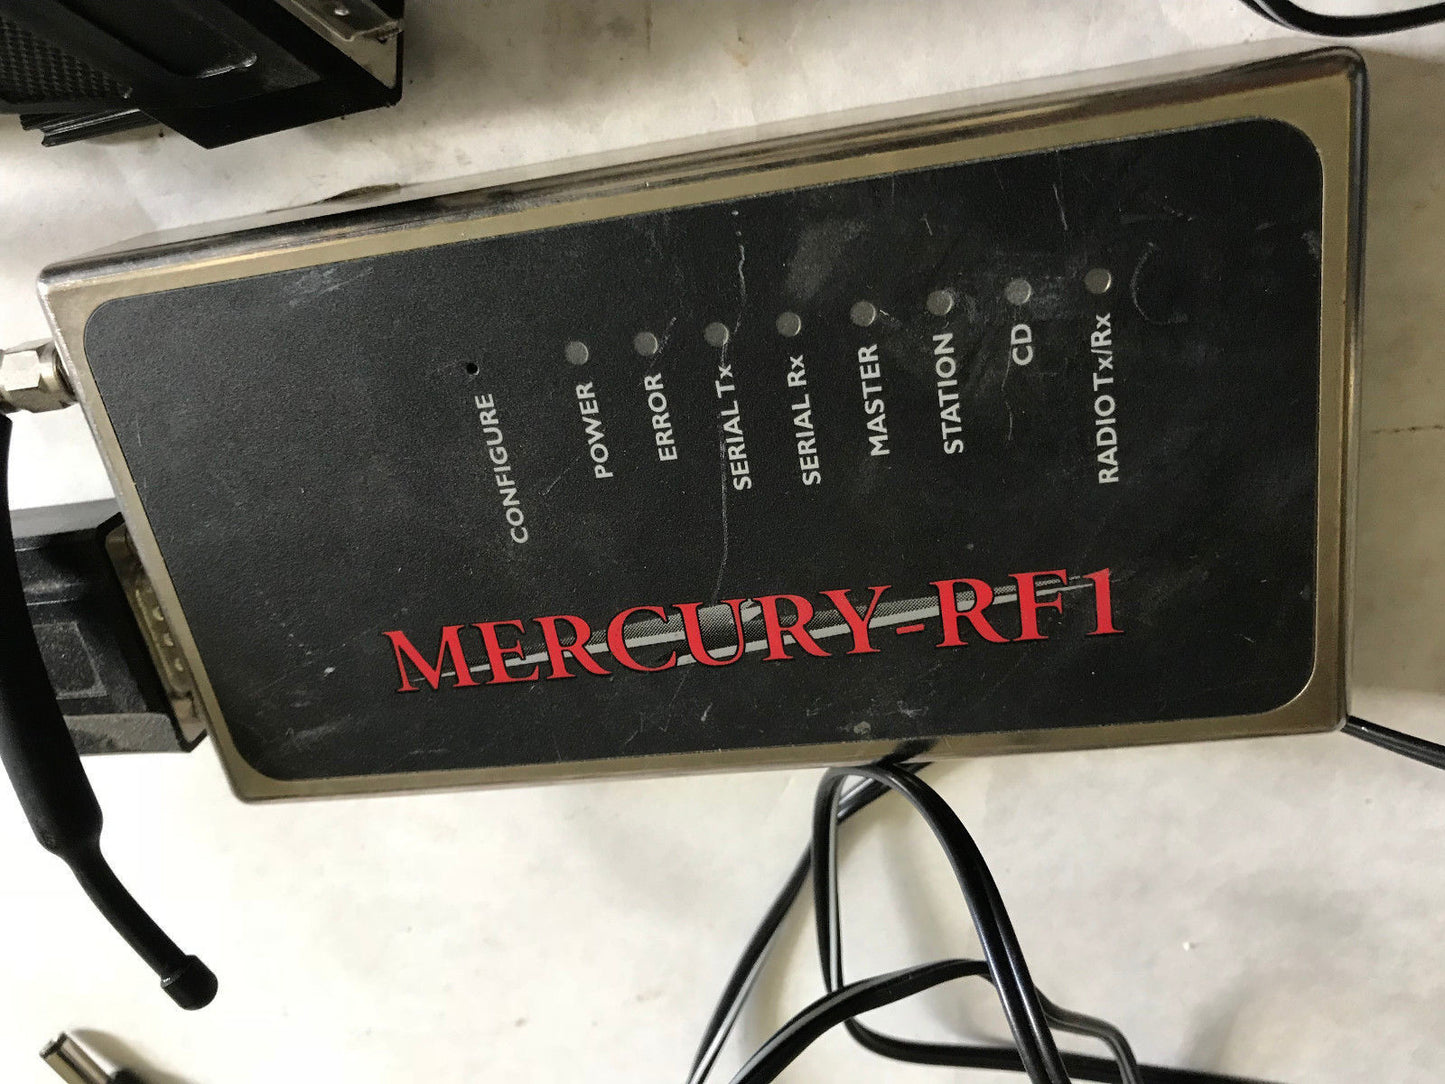 CONFIGURE
POWER
ERROR
SERIAL Tx
SERIAL Rx
MASTER
STATION
CD
RADIO Tx/Rx
MERCURY-RF1